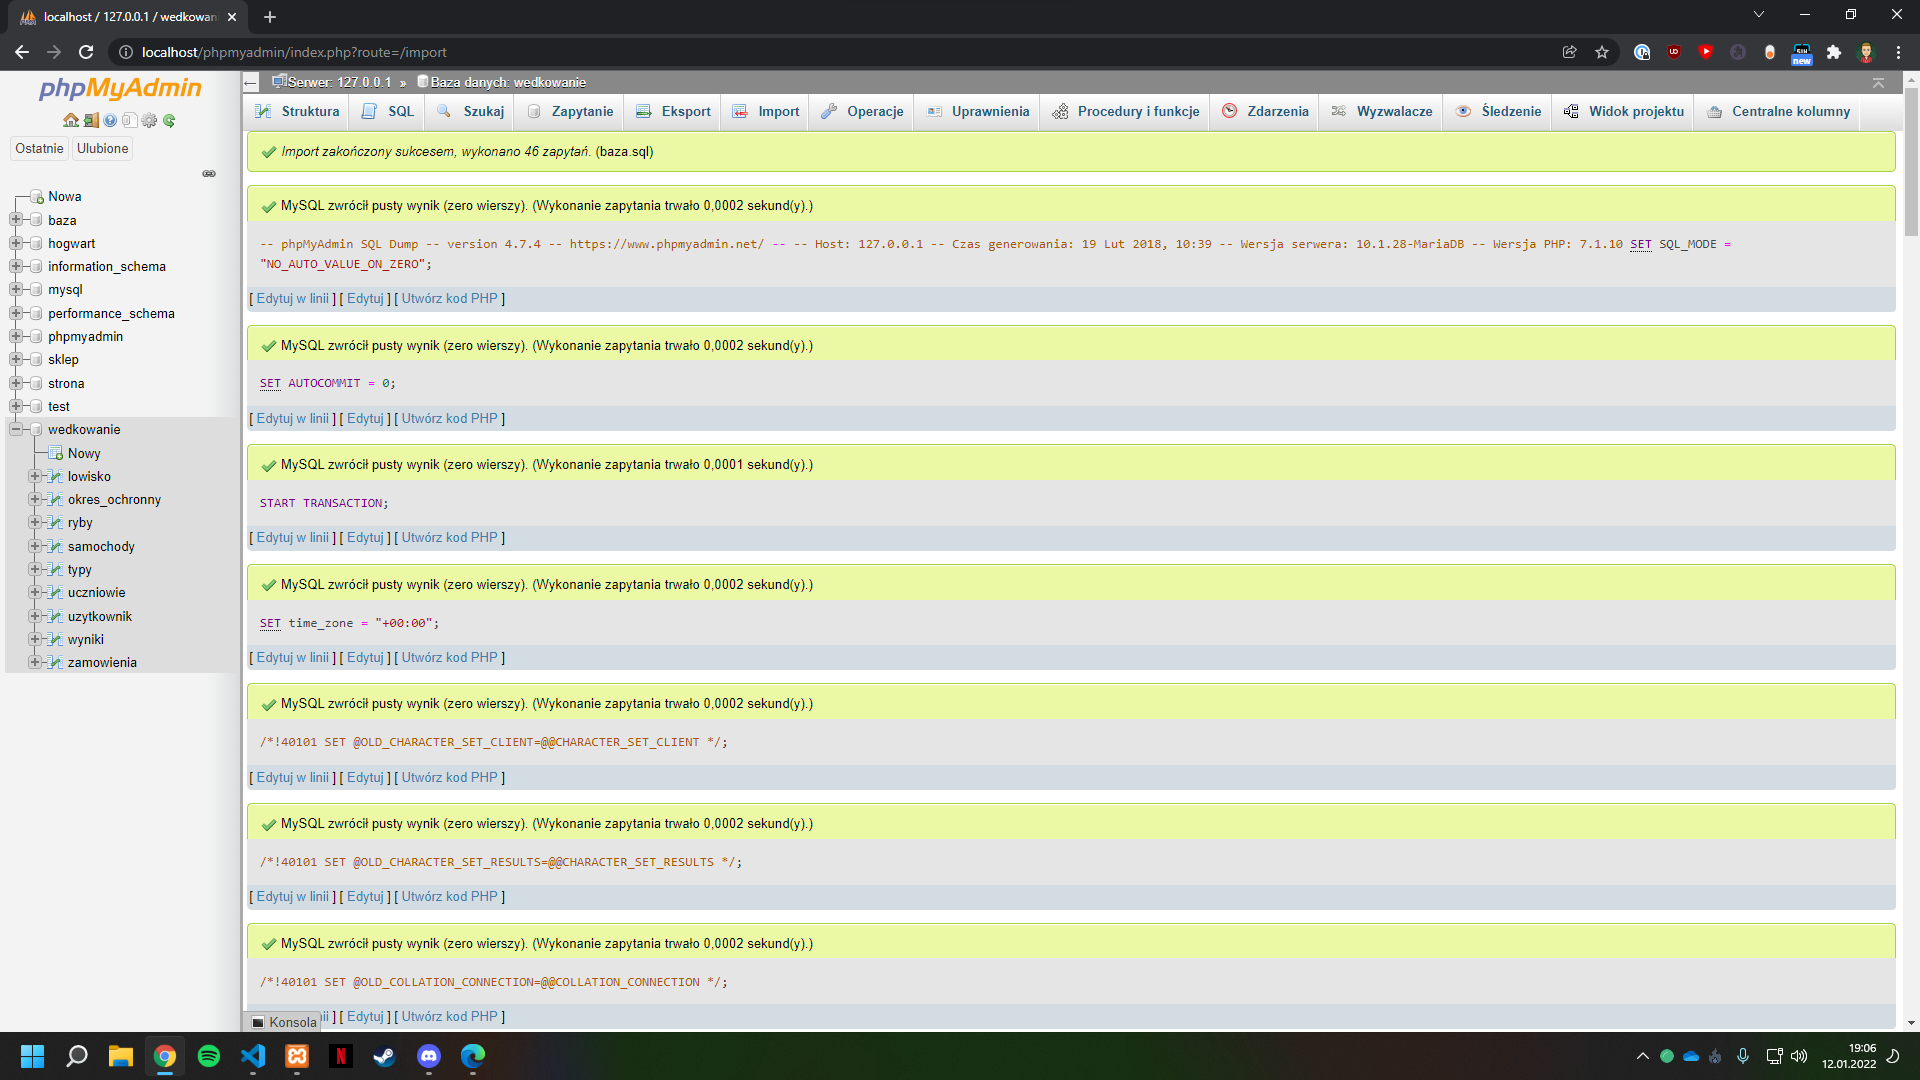 localhost / 127.0.0.1 / wedkowan
localhost/phpmyadmin/index.php?route=/import
new
phpMyAdmin
Ostatnie
Ulubione
Nowa
baza
hogwart
information_schema
mysql
performance_schema
phpmyadmin
sklep
strona
test
wedkowanie
Nowy
lowisko
okres_ochronny
ryby
samochody
typy
uczniowie
uzytkownik
wyniki
zamowienia
Serwer: 127.0.0.1 » Baza danych: wedkowanie
Struktura SQL Szukaj Zapytanie Eksport Import Operacje Uprawnienia Procedury i funkcje Zdarzenia Wyzwalacze Śledzenie Widok projektu Centralne kolumny
Import zakończony sukcesem, wykonano 46 zapytań. (baza.sql)
MySQL zwrócił pusty wynik (zero wierszy). (Wykonanie zapytania trwało 0,0002 sekund(y).)
-- phpMyAdmin SQL Dump -- version 4.7.4 -- https://www.phpmyadmin.net/ -- -- Host: 127.0.0.1 -- Czas generowania: 19 Lut 2018, 10:39 -- Wersja serwera: 10.1.28-MariaDB -- Wersja PHP: 7.1.10 SET SQL_MODE =
"NO_AUTO_VALUE_ON_ZERO";
[ Edytuj w linii ] [ Edytuj ] [ Utwórz kod PHP ]
MySQL zwrócił pusty wynik (zero wierszy). (Wykonanie zapytania trwało 0,0002 sekund(y).)
SET AUTOCOMMIT = 0;
[ Edytuj w linii ] [ Edytuj ] [ Utwórz kod PHP ]
MySQL zwrócił pusty wynik (zero wierszy). (Wykonanie zapytania trwało 0,0001 sekund(y).)
START TRANSACTION;
[ Edytuj w linii ] [ Edytuj ] [ Utwórz kod PHP ]
MySQL zwrócił pusty wynik (zero wierszy). (Wykonanie zapytania trwało 0,0002 sekund(y).)
SET time_zone = "+00:00";
[ Edytuj w linii ] [ Edytuj ] [ Utwórz kod PHP ]
MySQL zwrócił pusty wynik (zero wierszy). (Wykonanie zapytania trwało 0,0002 sekund(y).)
/*!40101 SET @OLD_CHARACTER_SET_CLIENT=@@CHARACTER_SET_CLIENT */;
[ Edytuj w linii ] [ Edytuj ] [ Utwórz kod PHP ]
MySQL zwrócił pusty wynik (zero wierszy). (Wykonanie zapytania trwało 0,0002 sekund(y).)
/*!40101 SET @OLD_CHARACTER_SET_RESULTS=@@CHARACTER_SET_RESULTS */;
[ Edytuj w linii ] [ Edytuj ] [ Utwórz kod PHP ]
MySQL zwrócił pusty wynik (zero wierszy). (Wykonanie zapytania trwało 0,0002 sekund(y).)
/*!40101 SET @OLD_COLLATION_CONNECTION=@@COLLATION_CONNECTION */;
ii ] [ Edytuj ] [ Utwórz kod PHP ]
Konsola
19:06
12.01.2022